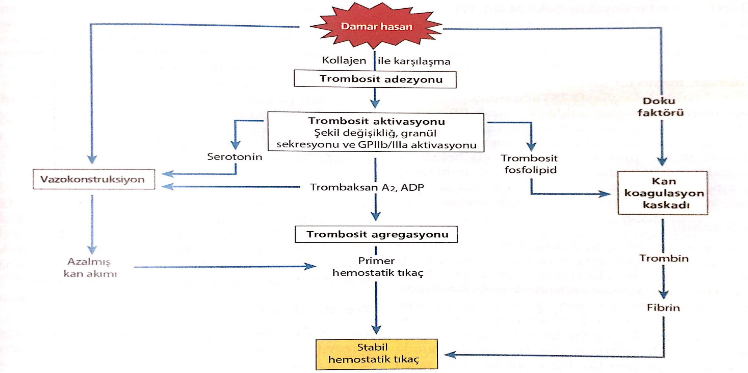 Damar hasarı
Kollajen ile karşılaşma
Trombosit adezyonu
Doku
faktörü
Trombosit aktivasyonu
Şekil değişikliğ, granül
sekresyonu ve GPIIb/IIIa aktivasyonu
Serotonin
Trombosit
fosfolipid
Vazokonstruksiyon
Trombaksan A2, ADP
Kan
koagulasyon
kaskadı
Trombosit agregasyonu
Azalmış
kan akımı
Primer
hemostatik tıkaç
Trombin
Fibrin
Stabil
hemostatik tıkaç